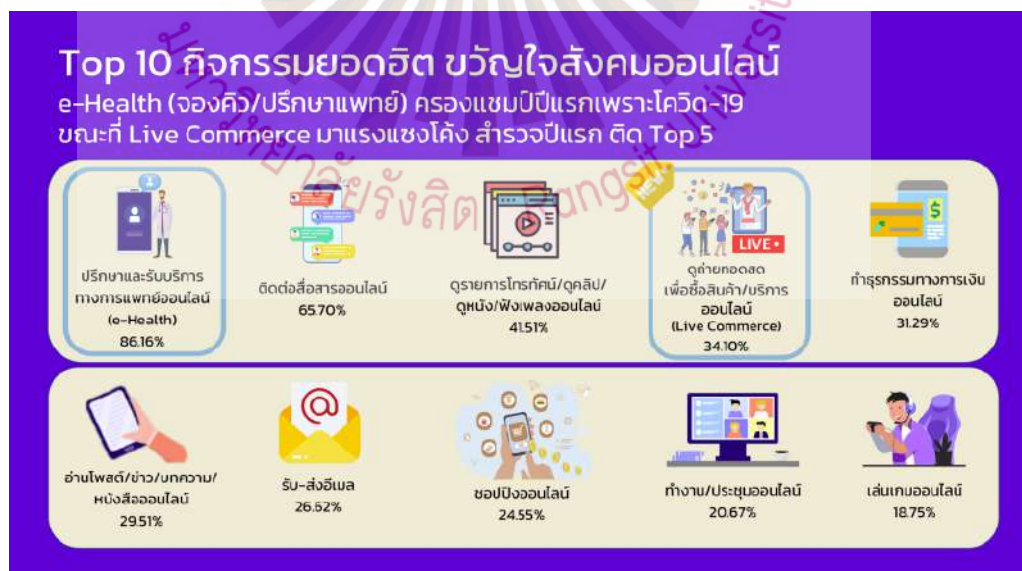 Top 10 กิจกรรมยอดฮิต ขวัญใจสังคมออนไลน์
e-Health (จองคิว/ปรึกษาแพทย์) ครองแชมป์ปีแรกเพราะโควิด-19
ขณะที่ Live Commerce มาแรงแซงโค้ง สำรวจปีแรก ติด Top 5
มหาวิทยาลัยรังสิต Rangsit University
ปรึกษาและรับบริการ
ทางการแพทย์ออนไลน์
(e-Health)
86.16%
ติดต่อสื่อสารออนไลน์
65.70%
ดูรายการโทรทัศน์/ดูคลิป/
ดูหนัง/ฟังเพลงออนไลน์
41.51%
NEW
LIVE
ดูถ่ายทอดสด
เพื่อซื้อสินค้า/บริการ
ออนไลน์
(Live Commerce)
34.10%
ทำธุรกรรมทางการเงิน
ออนไลน์
31.29%
อ่านโพสต์/ข่าว/บทความ/
หนังสือออนไลน์
29.51%
รับ-ส่งอีเมล
26.62%
ชอปปิงออนไลน์
24.55%
ทำงาน/ประชุมออนไลน์
20.67%
เล่นเกมออนไลน์
18.75%